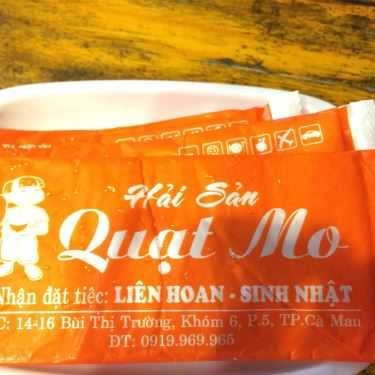 Hải Sản
Quạt Mo
Nhận đặt tiệc: LIÊN HOAN - SINH NHẬT
C: 14-16 Bùi Thị Trường, Khóm 6, P.5, TP.Cà Mau
ĐT: 0919.969.965